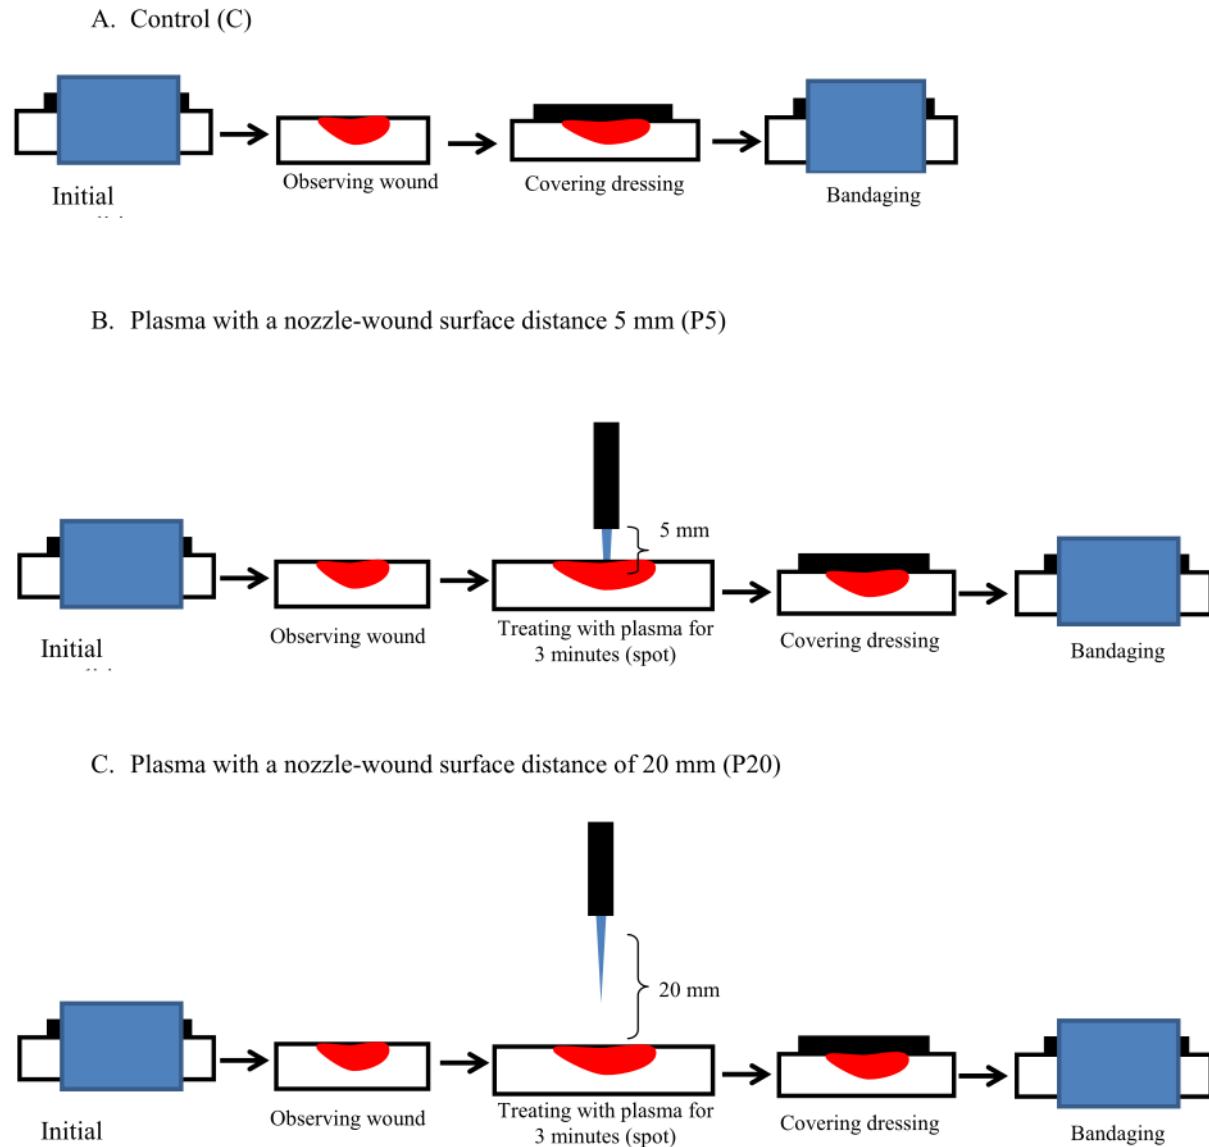 A. Control (C)
Initial
Observing wound
Covering dressing
Bandaging
B. Plasma with a nozzle-wound surface distance 5 mm (P5)
5 mm
Initial
Observing wound
Treating with plasma for
3 minutes (spot)
Covering dressing
Bandaging
C. Plasma with a nozzle-wound surface distance of 20 mm (P20)
20 mm
Initial
Observing wound
Treating with plasma for
3 minutes (spot)
Covering dressing
Bandaging